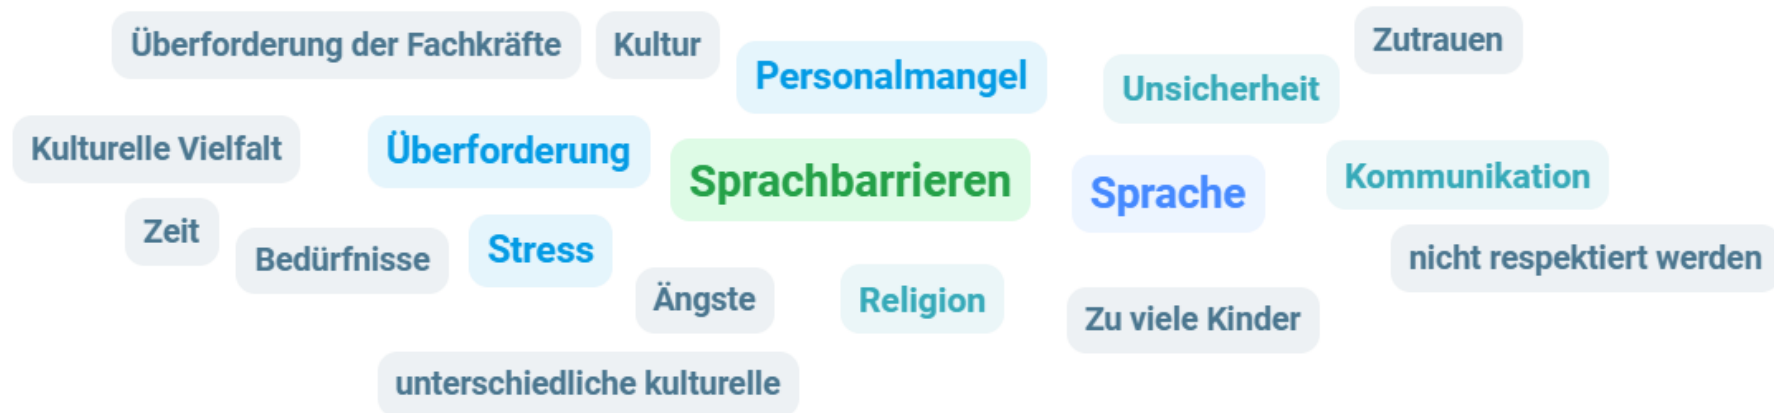 Überforderung der Fachkräfte
Kultur
Personalmangel
Unsicherheit
Zutrauen
Kulturelle Vielfalt
Überforderung
Sprachbarrieren
Sprache
Kommunikation
Zeit
Bedürfnisse
Stress
nicht respektiert werden
Ängste
Religion
Zu viele Kinder
unterschiedliche kulturelle